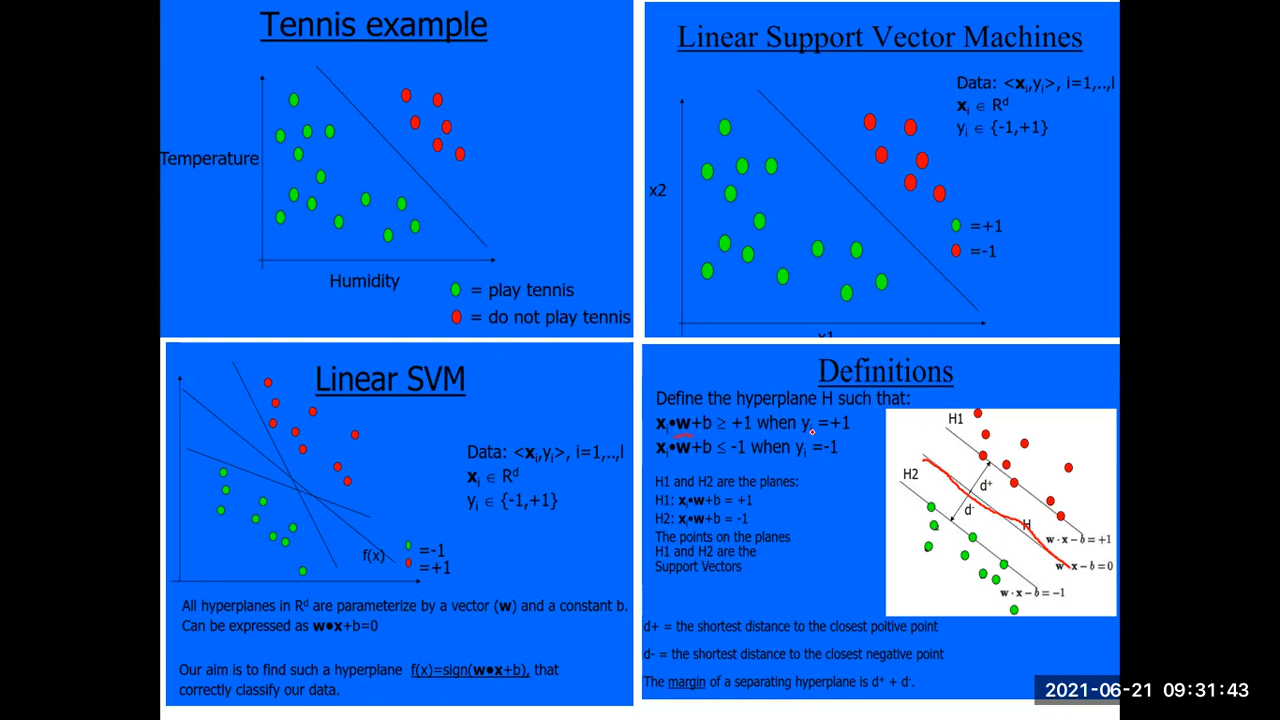 Tennis example
Temperature
Humidity
= play tennis
= do not play tennis
Linear Support Vector Machines
Data: <xᵢ,yᵢ>, i=1,..,l
xᵢ ∈ Rᵈ
yᵢ ∈ {-1,+1}
x2
=+1
=-1
x1
Linear SVM
Data: <xᵢ,yᵢ>, i=1,..,l
xᵢ ∈ Rᵈ
yᵢ ∈ {-1,+1}
f(x)
=-1
=+1
All hyperplanes in Rᵈ are parameterize by a vector (w) and a constant b.
Can be expressed as w•x+b=0
Our aim is to find such a hyperplane f(x)=sign(w•x+b), that
correctly classify our data.
Definitions
Define the hyperplane H such that:
xᵢ•w+b ≥ +1 when yᵢ =+1
xᵢ•w+b ≤ -1 when yᵢ =-1
H1 and H2 are the planes:
H1: xᵢ•w+b = +1
H2: xᵢ•w+b = -1
The points on the planes
H1 and H2 are the
Support Vectors
H1
H2
d+
d-
H
w · x − b = +1
w · x − b = 0
w · x − b = −1
d+ = the shortest distance to the closest poitive point
d- = the shortest distance to the closest negative point
The margin of a separating hyperplane is d⁺ + d⁻.
2021-06-21 09:31:43